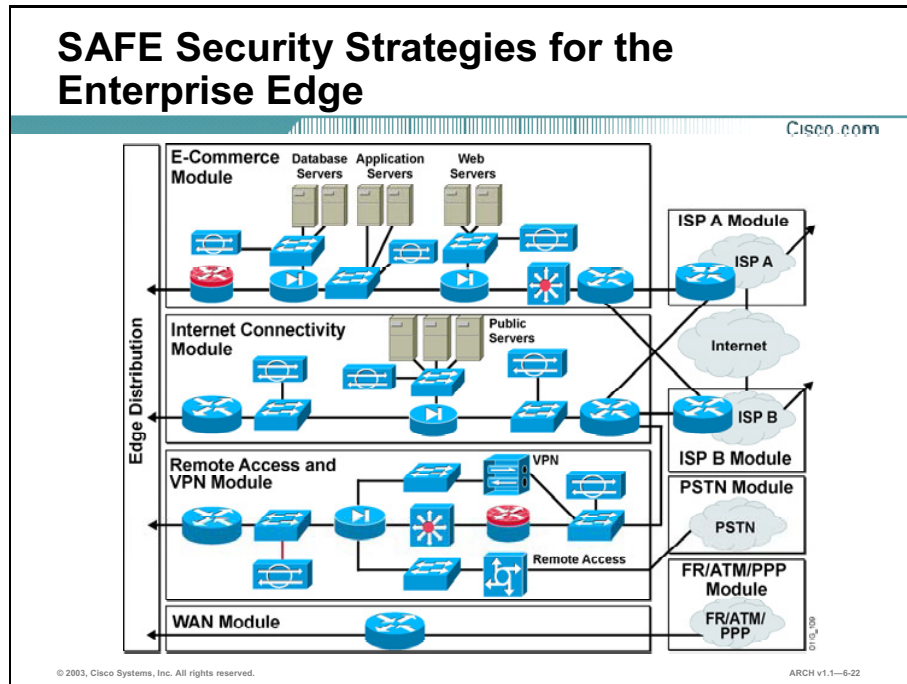 SAFE Security Strategies for the
Enterprise Edge
Cisco.com
E-Commerce
Module
Database
Servers
Application
Servers
Web
Servers
ISP A Module
ISP A
Internet Connectivity
Module
Public
Servers
Internet
Edge Distribution
ISP B
ISP B Module
Remote Access and
VPN Module
VPN
Remote Access
PSTN Module
PSTN
FR/ATM/PPP
Module
FR/ATM/
PPP
WAN Module
© 2003, Cisco Systems, Inc. All rights reserved.
ARCH v1.1—6-22